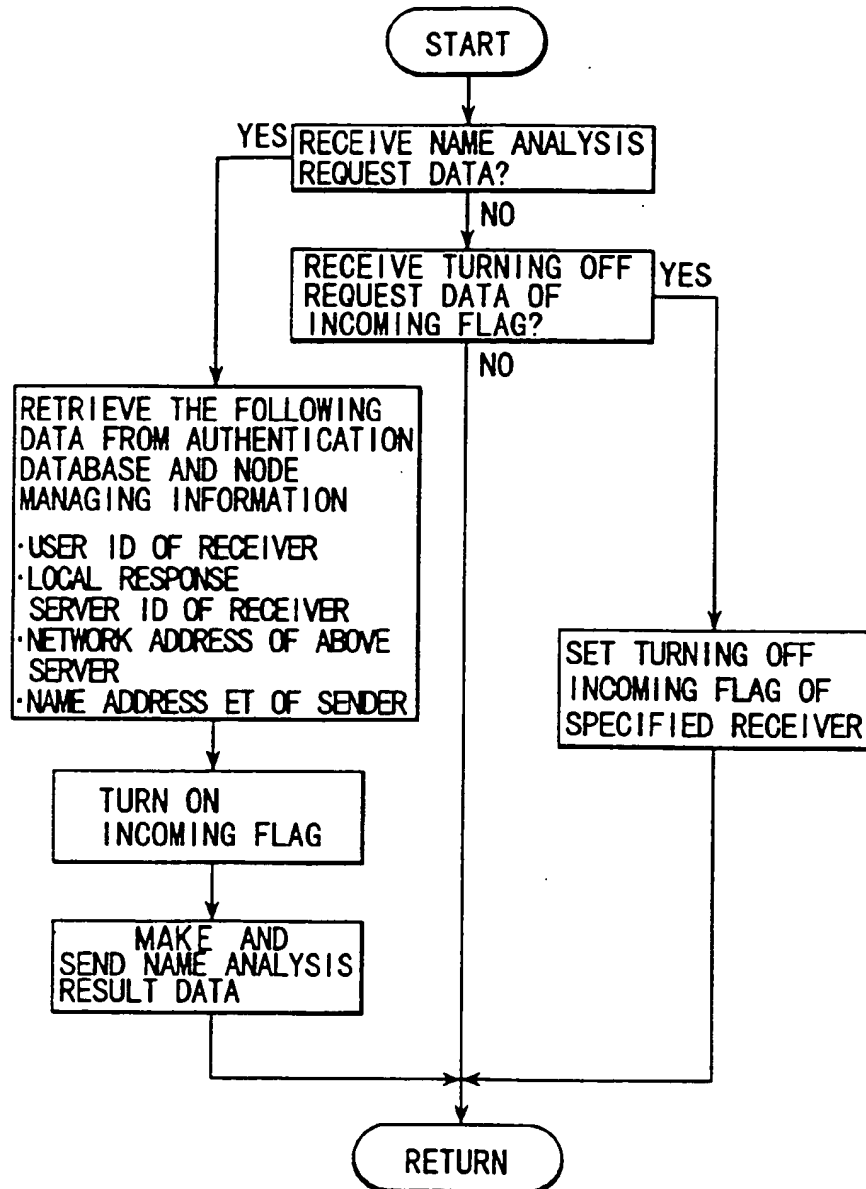 START
YES
RECEIVE NAME ANALYSIS
REQUEST DATA?
NO
RECEIVE TURNING OFF
REQUEST DATA OF
INCOMING FLAG?
YES
NO
RETRIEVE THE FOLLOWING
DATA FROM AUTHENTICATION
DATABASE AND NODE
MANAGING INFORMATION
·USER ID OF RECEIVER
·LOCAL RESPONSE
SERVER ID OF RECEIVER
·NETWORK ADDRESS OF ABOVE
SERVER
·NAME ADDRESS ET OF SENDER
SET TURNING OFF
INCOMING FLAG OF
SPECIFIED RECEIVER
TURN ON
INCOMING FLAG
MAKE AND
SEND NAME ANALYSIS
RESULT DATA
RETURN